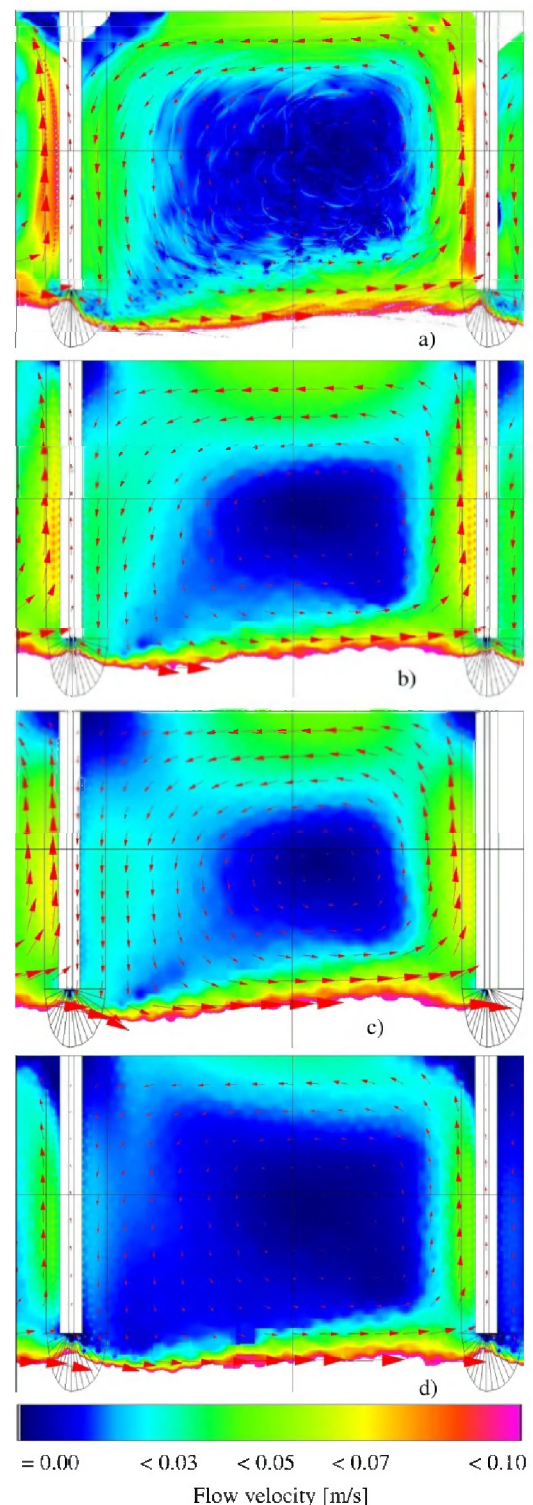 a)
b)
c)
d)
= 0.00 < 0.03 < 0.05 < 0.07 < 0.10
Flow velocity [m/s]